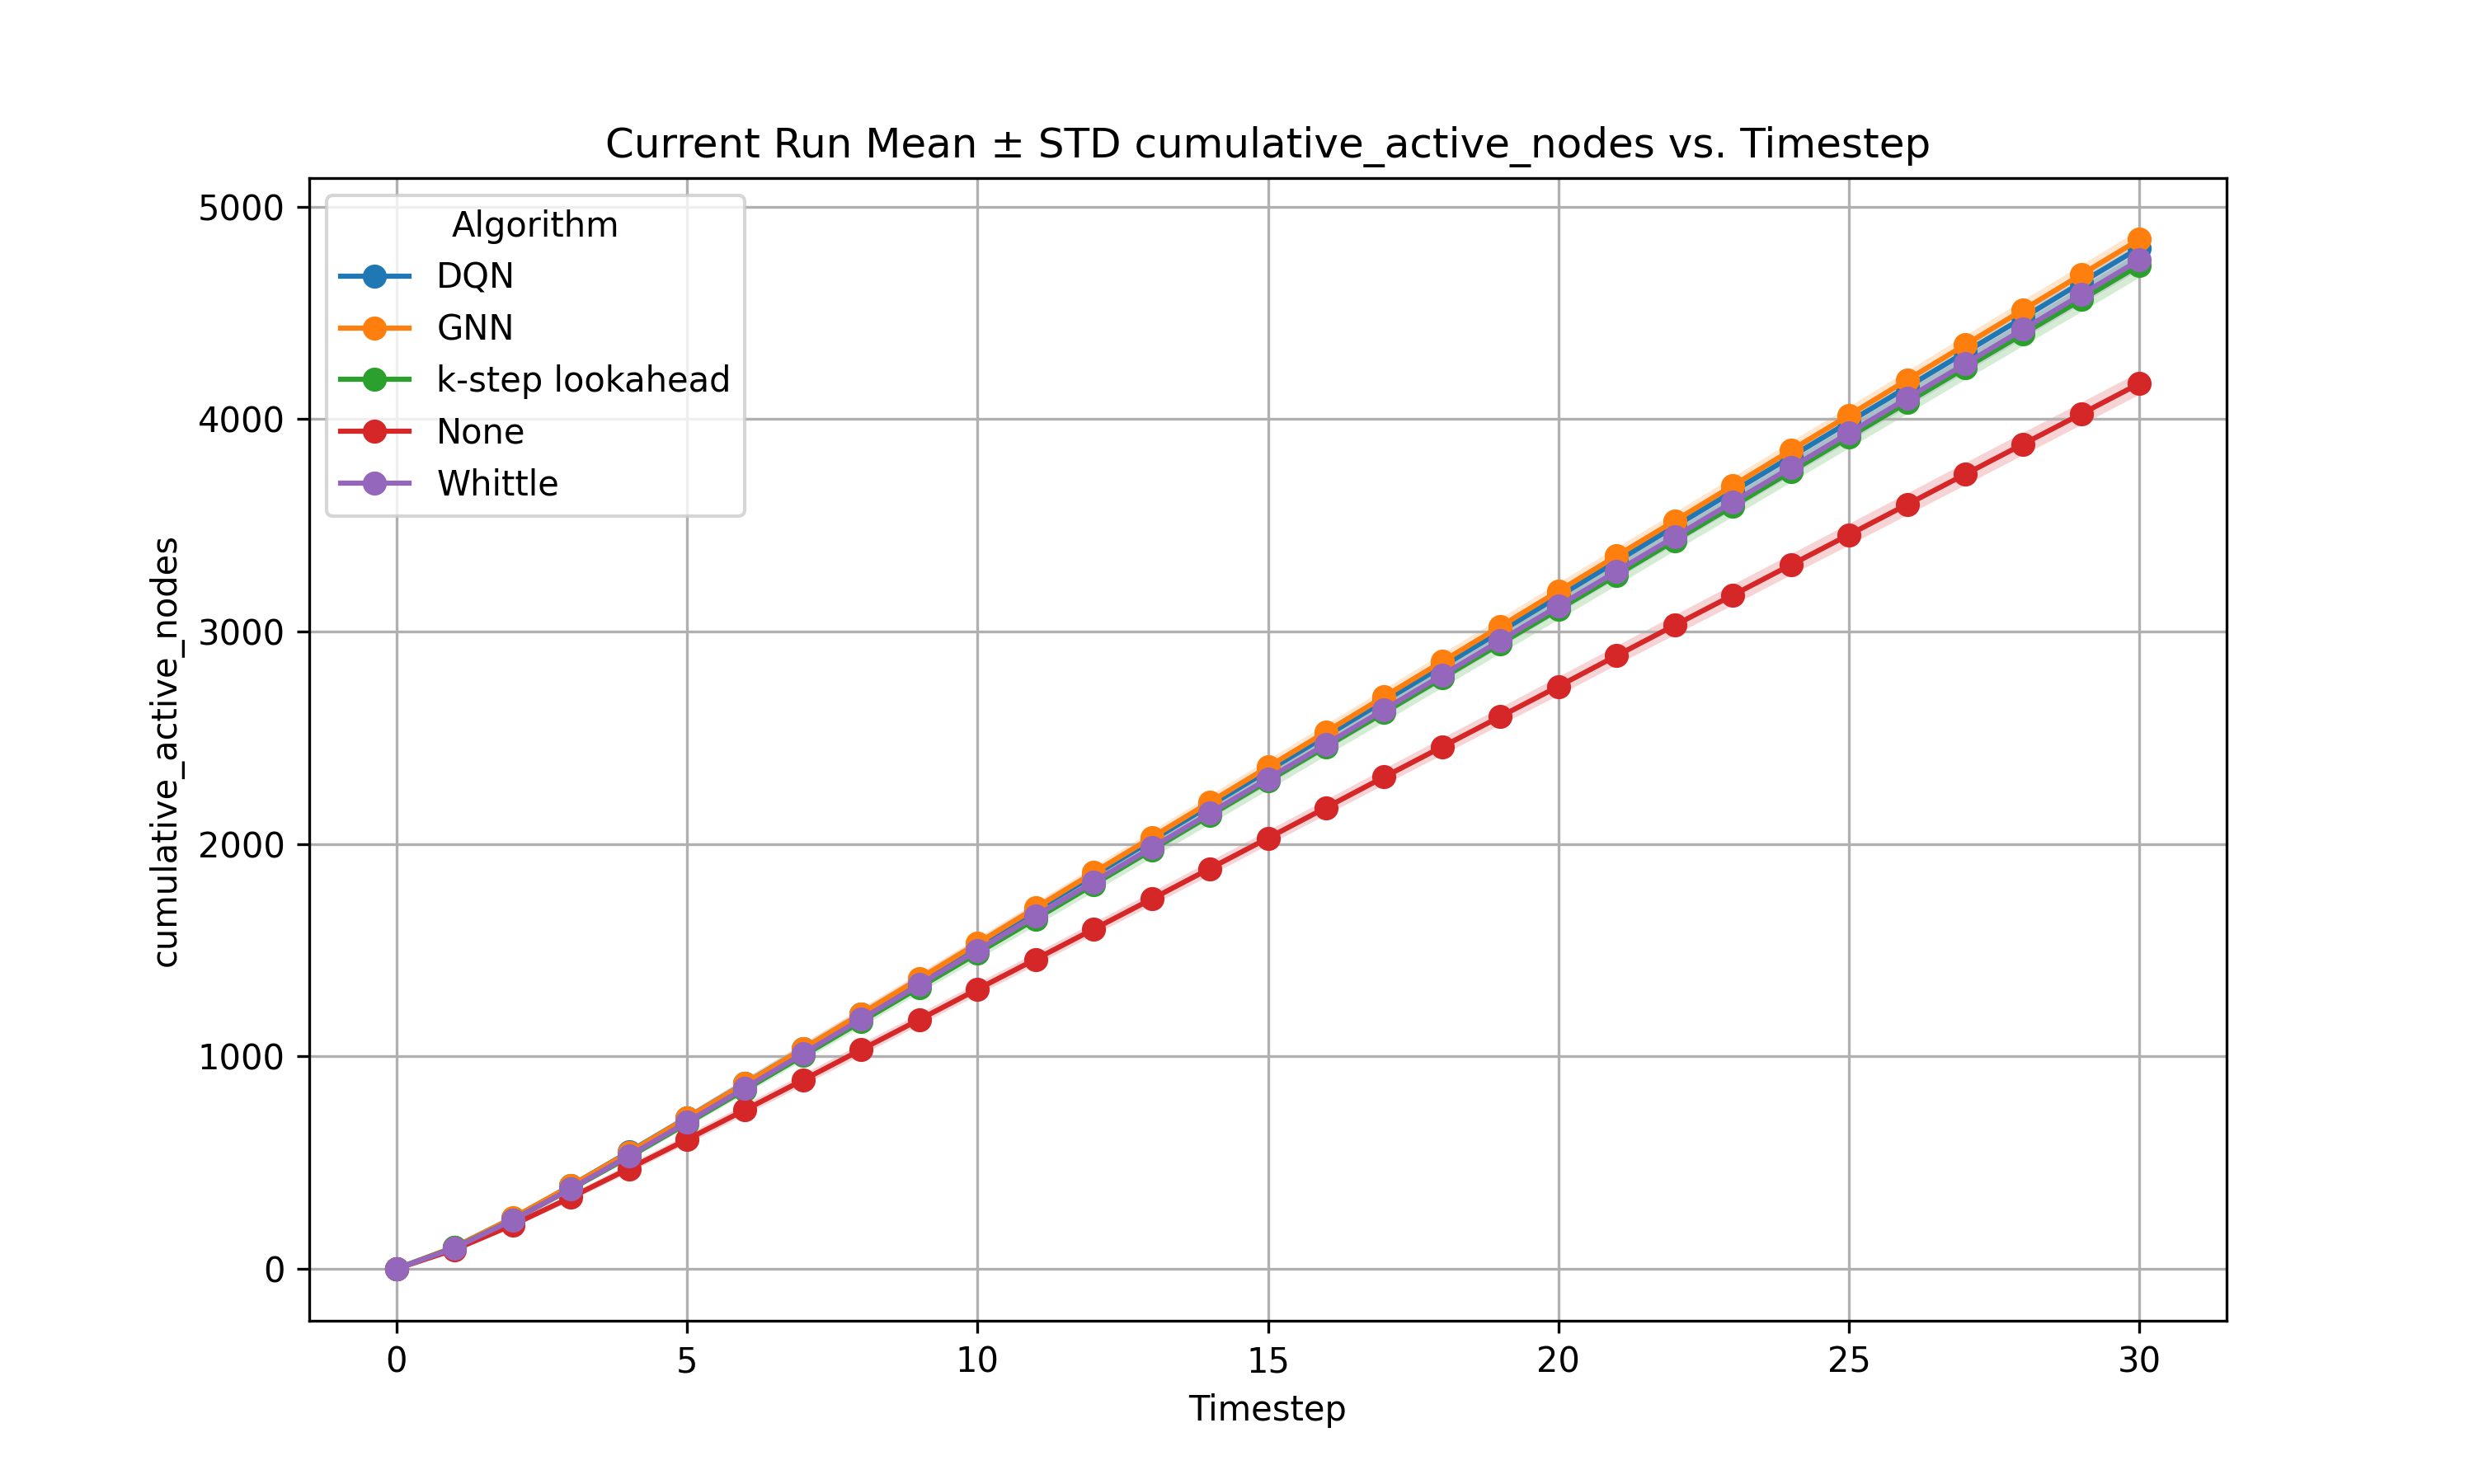 Current Run Mean ± STD cumulative_active_nodes vs. Timestep
Algorithm
DQN
GNN
k-step lookahead
None
Whittle
cumulative_active_nodes
5000
4000
3000
2000
1000
0
0 5 10 15 20 25 30
Timestep